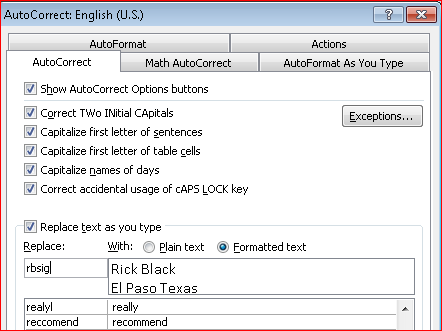 AutoCorrect: English (U.S.)
AutoFormat Actions
AutoCorrect Math AutoCorrect AutoFormat As You Type
Show AutoCorrect Options buttons
Correct TWo INitial CApitals
Exceptions...
Capitalize first letter of sentences
Capitalize first letter of table cells
Capitalize names of days
Correct accidental usage of cAPS LOCK key
Replace text as you type
Replace: With: Plain text Formatted text
rbsig Rick Black
El Paso Texas
realyl really
reccomend recommend